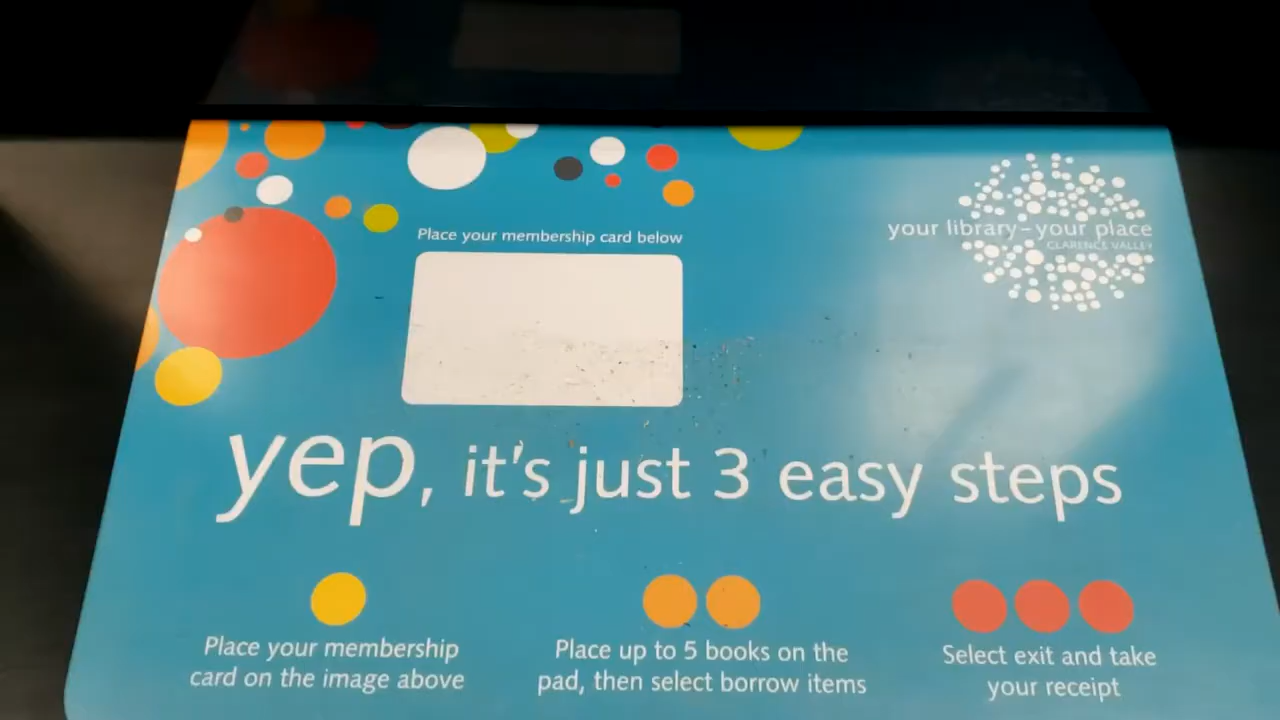 your library–your place
CLARENCE VALLEY
Place your membership card below
yep, it's just 3 easy steps
Place your membership
card on the image above
Place up to 5 books on the
pad, then select borrow items
Select exit and take
your receipt